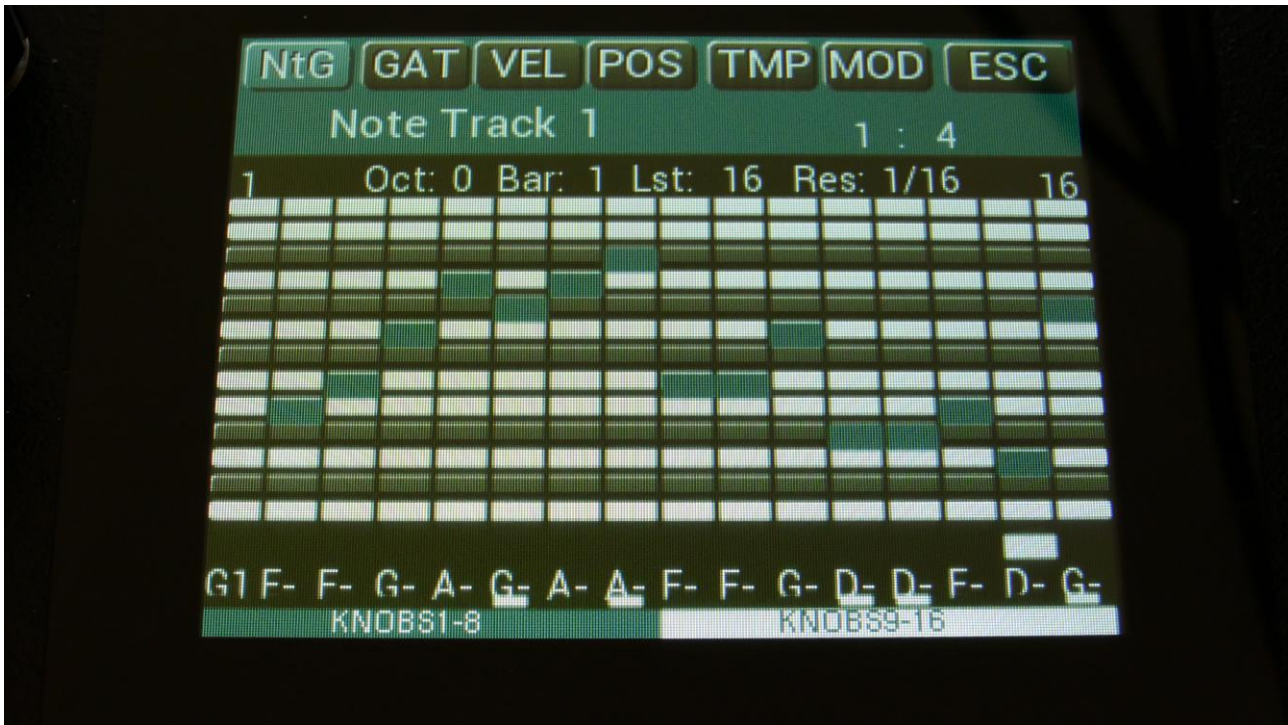 NtG GAT VEL POS TMP MOD ESC
Note Track 1 1 : 4
1 Oct: 0 Bar: 1 Lst: 16 Res: 1/16 16
G1 F- F- G- A- G- A- A- F- F- G- D- D- F- D- G-
KNOBS1-8 KNOBS9-16